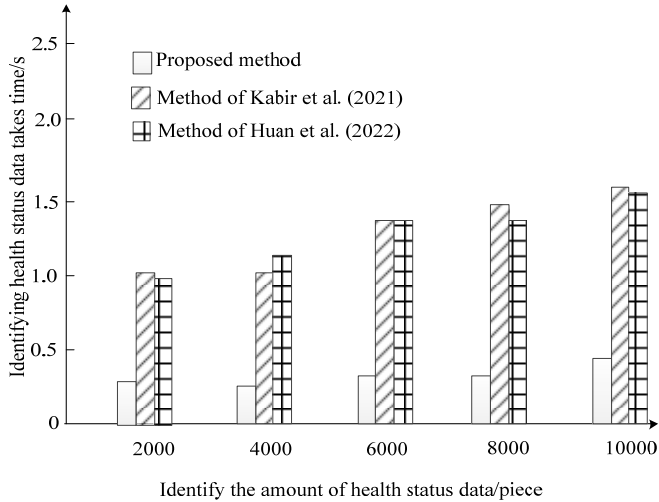 Identifying health status data takes time/s
2.5
2.0
1.5
1.0
0.5
0
Proposed method
Method of Kabir et al. (2021)
Method of Huan et al. (2022)
2000 4000 6000 8000 10000
Identify the amount of health status data/piece